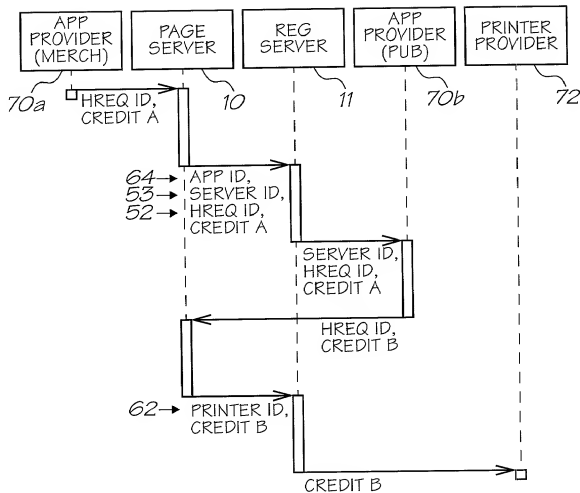 APP
PROVIDER
(MERCH)
PAGE
SERVER
REG
SERVER
APP
PROVIDER
(PUB)
PRINTER
PROVIDER
70a
10
11
70b
72
HREQ ID,
CREDIT A
64 APP ID,
53 SERVER ID,
52 HREQ ID,
CREDIT A
SERVER ID,
HREQ ID,
CREDIT A
HREQ ID,
CREDIT B
62 PRINTER ID,
CREDIT B
CREDIT B